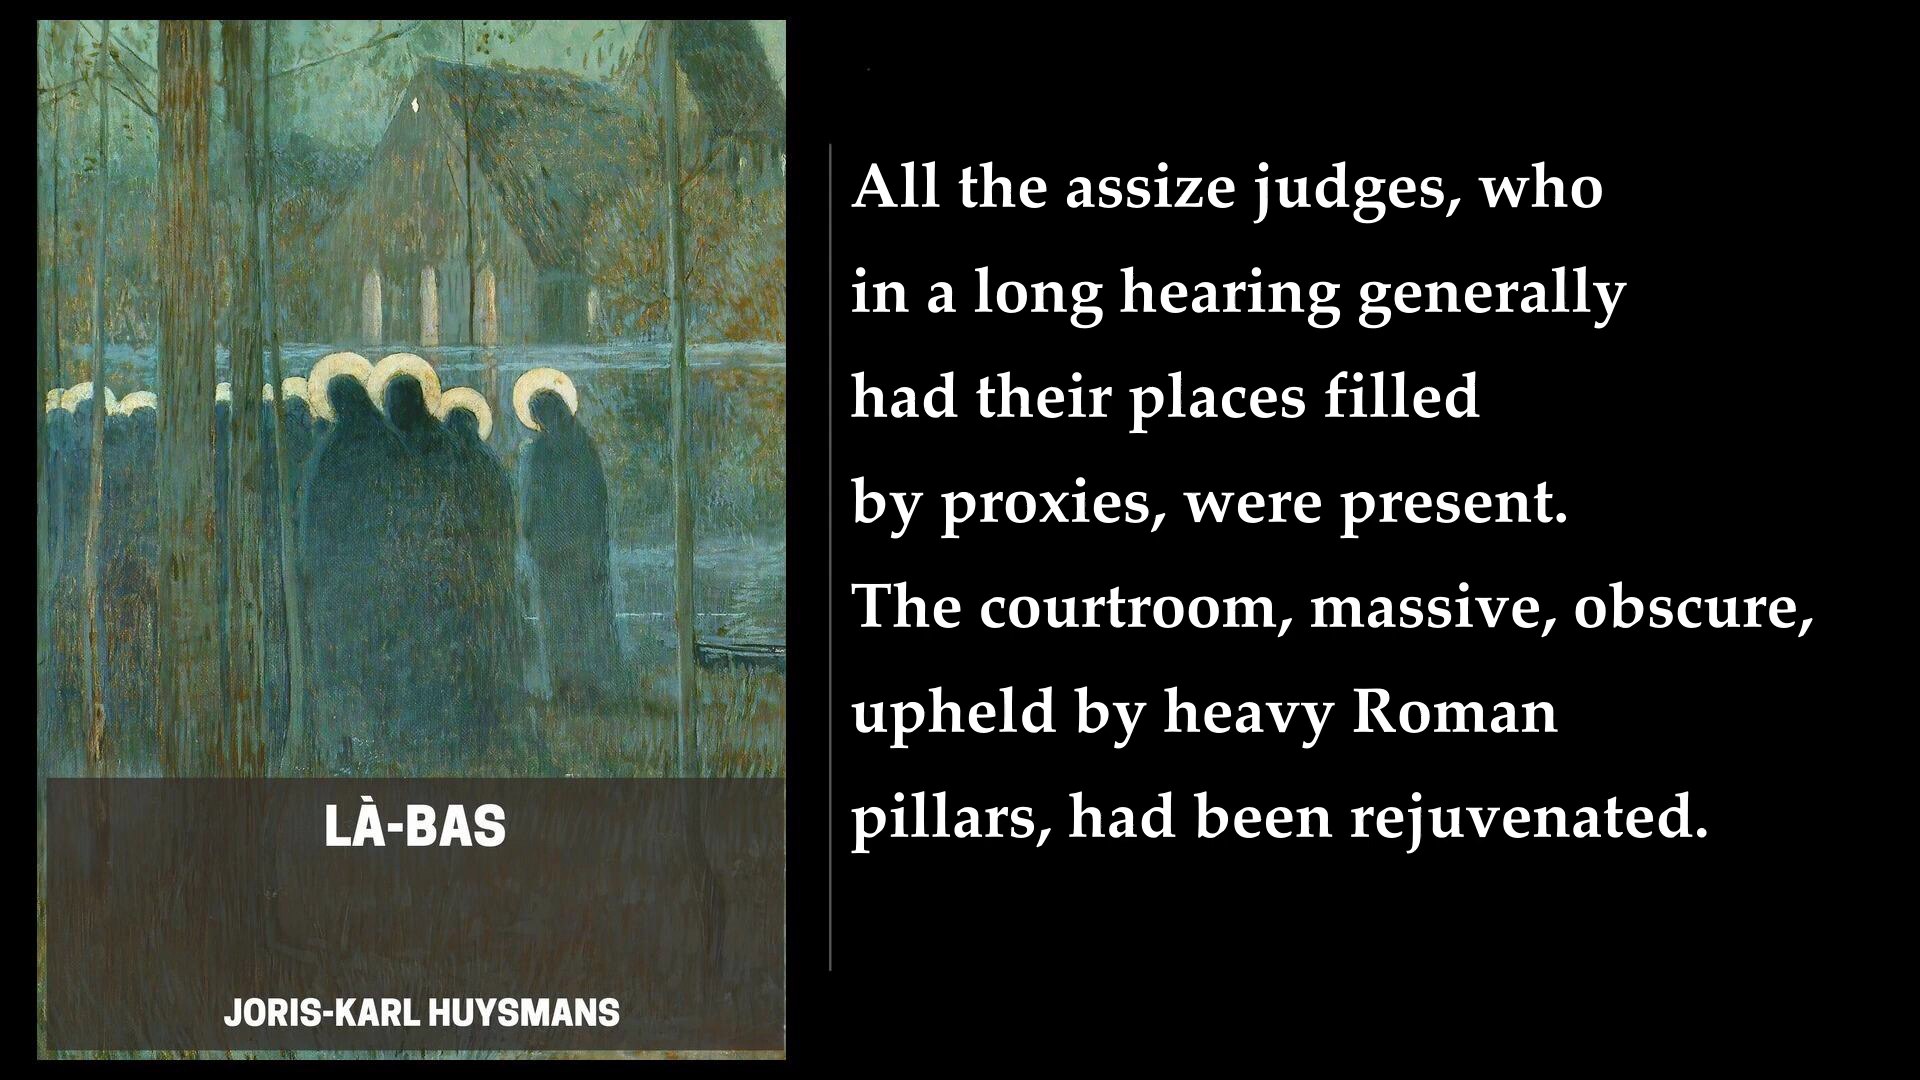 LÀ-BAS
JORIS-KARL HUYSMANS
All the assize judges, who
in a long hearing generally
had their places filled
by proxies, were present.
The courtroom, massive, obscure,
upheld by heavy Roman
pillars, had been rejuvenated.